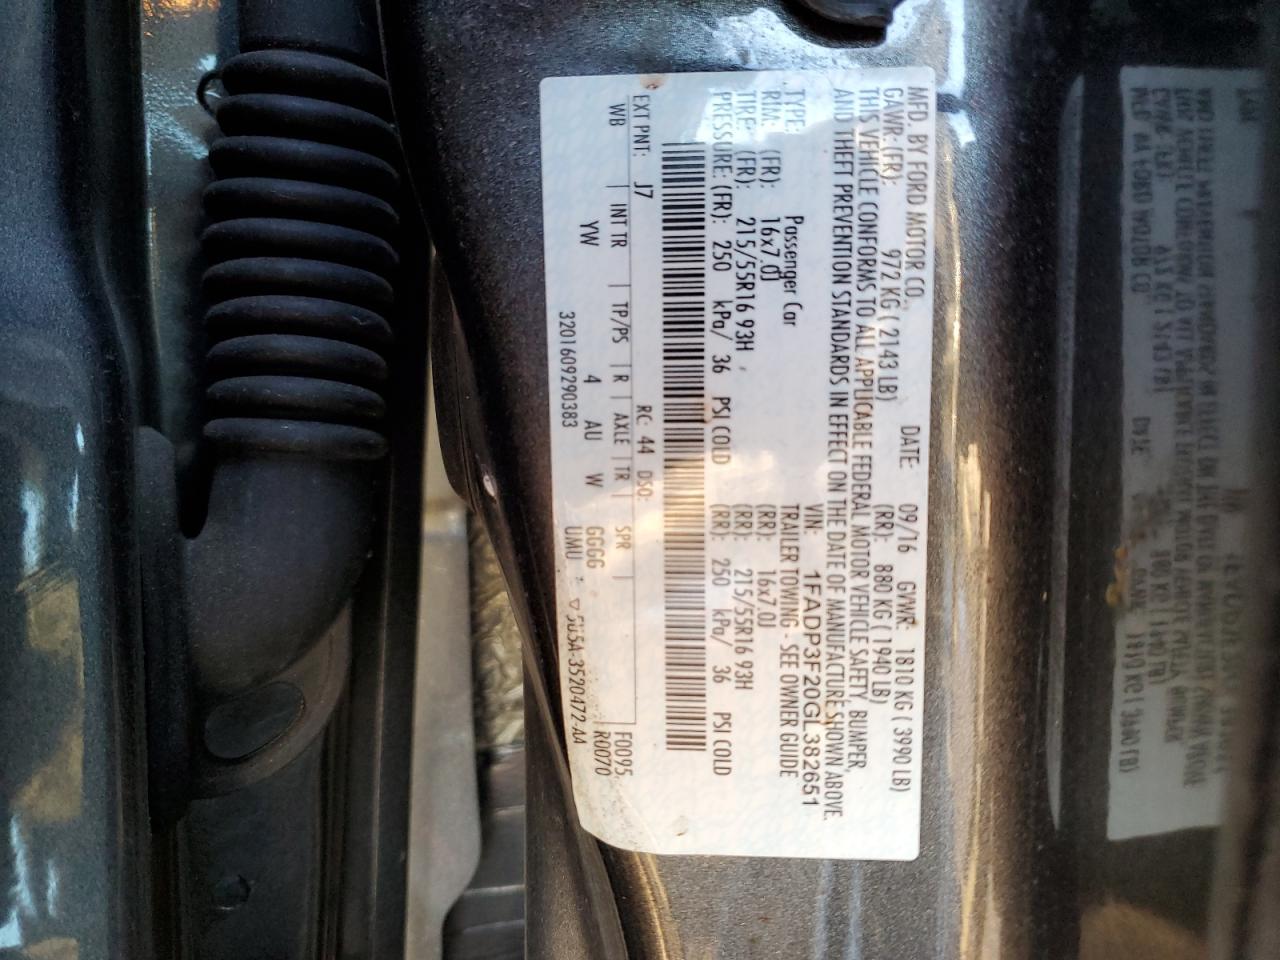 MFD. BY FORD MOTOR CO. DATE: 09/16 GVWR: 1810 KG ( 3990 LB)
GAWR: (FR): 972 KG ( 2143 LB) (RR): 880 KG ( 1940 LB)
THIS VEHICLE CONFORMS TO ALL APPLICABLE FEDERAL MOTOR VEHICLE SAFETY, BUMPER,
AND THEFT PREVENTION STANDARDS IN EFFECT ON THE DATE OF MANUFACTURE SHOWN ABOVE.
VIN: 1FADP3F20GL382651
TYPE: Passenger Car TRAILER TOWING - SEE OWNER GUIDE
RIM: (FR): 16x7.0J (RR): 16x7.0J
TIRE: (FR): 215/55R16 93H (RR): 215/55R16 93H
PRESSURE: (FR): 250 kPa/ 36 PSI COLD (RR): 250 kPa/ 36 PSI COLD
EXT PNT: J7 RC: 44 DSO: F0095
WB INT TR TP/PS R AXLE TR SPR R0070
YW 4 AU W GGGG
UMU
3201609290383 5U5A-3520472-AA